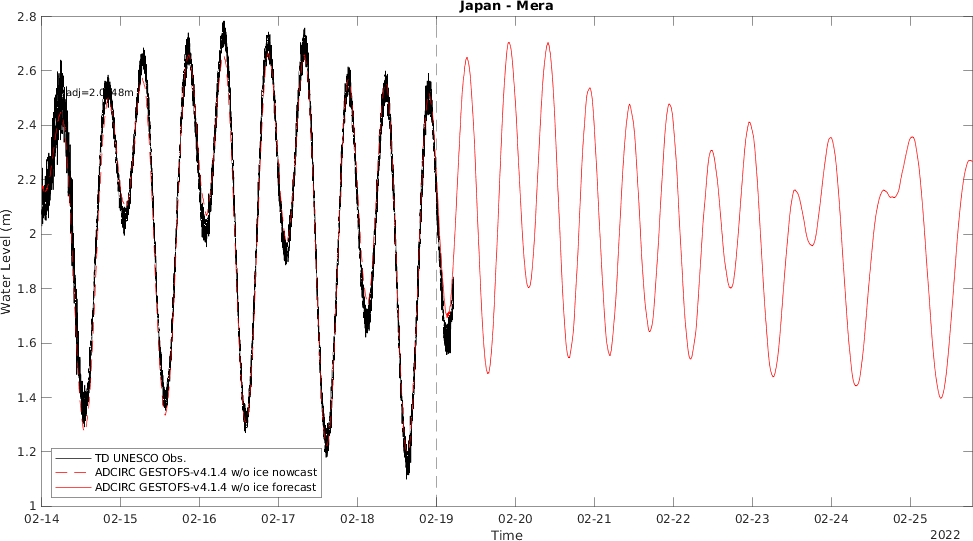 Japan - Mera
Water Level (m)
2.8
2.6
2.4
2.2
2
1.8
1.6
1.4
1.2
1
TD UNESCO Obs.
ADCIRC GESTOFS-v4.1.4 w/o ice nowcast
ADCIRC GESTOFS-v4.1.4 w/o ice forecast
02-14 02-15 02-16 02-17 02-18 02-19 02-20 02-21 02-22 02-23 02-24 02-25
Time
2022